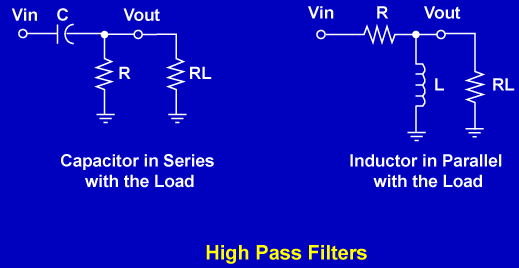 Vin C Vout
R RL
Capacitor in Series
with the Load
Vin R Vout
L RL
Inductor in Parallel
with the Load
High Pass Filters